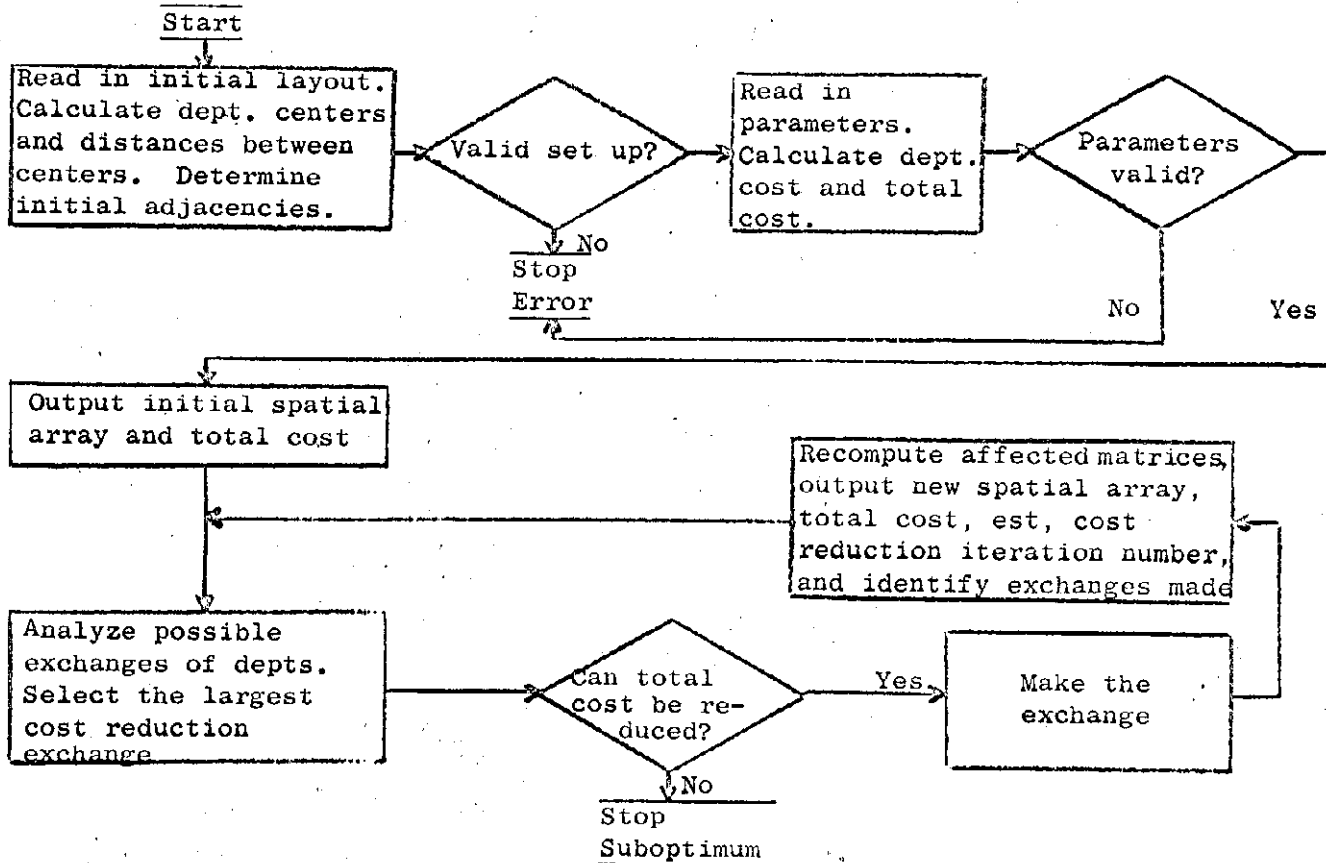 Start
Read in initial layout.
Calculate dept. centers
and distances between
centers. Determine
initial adjacencies.
Valid set up?
No
Stop
Error
Read in
parameters.
Calculate dept.
cost and total
cost.
Parameters
valid?
No
Yes
Output initial spatial
array and total cost
Recompute affected matrices,
output new spatial array,
total cost, est, cost
reduction iteration number,
and identify exchanges made
Analyze possible
exchanges of depts.
Select the largest
cost reduction
exchange
Can total
cost be re-
duced?
Yes
Make the
exchange
No
Stop
Suboptimum